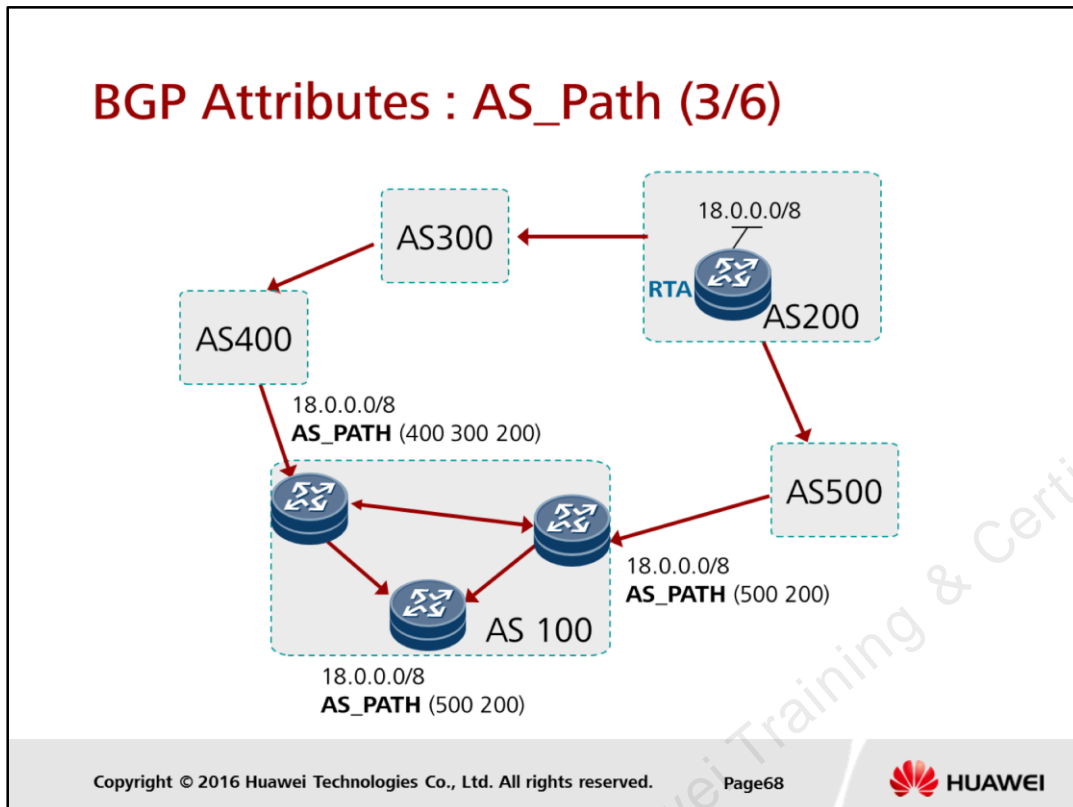 BGP Attributes : AS_Path (3/6)
18.0.0.0/8
AS300
RTA
AS200
AS400
18.0.0.0/8
AS_PATH (400 300 200)
AS500
18.0.0.0/8
AS_PATH (500 200)
AS 100
18.0.0.0/8
AS_PATH (500 200)
Copyright © 2016 Huawei Technologies Co., Ltd. All rights reserved.
Page68
HUAWEI
Training & Certi